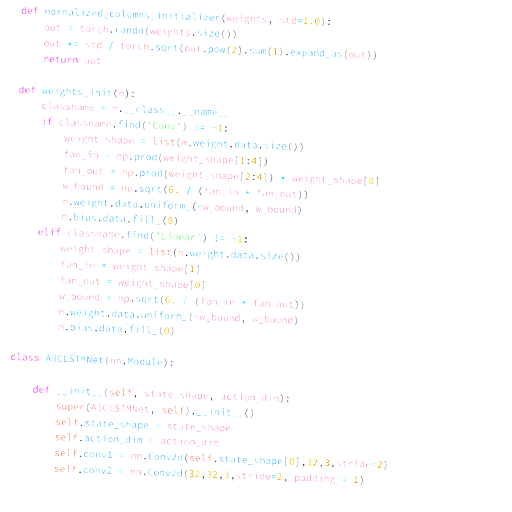 def normalized_columns_initializer(weights, std=1.0):
    out = torch.randn(weights.size())
    out *= std / torch.sqrt(out.pow(2).sum(1).expand_as(out))
    return out

def weights_init(m):
    classname = m.__class__.__name__
    if classname.find('Conv') != -1:
        weight_shape = list(m.weight.data.size())
        fan_in = np.prod(weight_shape[1:4])
        fan_out = np.prod(weight_shape[2:4]) * weight_shape[0]
        w_bound = np.sqrt(6. / (fan_in + fan_out))
        m.weight.data.uniform_(-w_bound, w_bound)
        m.bias.data.fill_(0)
    elif classname.find('Linear') != -1:
        weight_shape = list(m.weight.data.size())
        fan_in = weight_shape[1]
        fan_out = weight_shape[0]
        w_bound = np.sqrt(6. / (fan_in + fan_out))
        m.weight.data.uniform_(-w_bound, w_bound)
        m.bias.data.fill_(0)

class A3CLSTMNet(nn.Module):

    def __init__(self, state_shape, action_dim):
        super(A3CLSTMNet, self).__init__()
        self.state_shape = state_shape
        self.action_dim = action_dim
        self.conv1 = nn.Conv2d(self.state_shape[0],32,3,stride=2)
        self.conv2 = nn.Conv2d(32,32,3,stride=2, padding = 1)